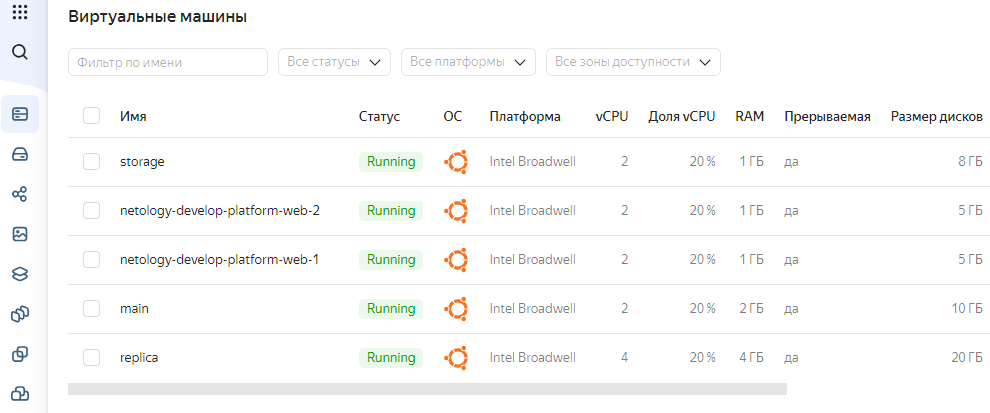 Виртуальные машины
Фильтр по имени Все статусы Все платформы Все зоны доступности
Имя Статус ОС Платформа vCPU Доля vCPU RAM Прерываемая Размер дисков
storage Running Intel Broadwell 2 20 % 1 ГБ да 8 ГБ
netology-develop-platform-web-2 Running Intel Broadwell 2 20 % 1 ГБ да 5 ГБ
netology-develop-platform-web-1 Running Intel Broadwell 2 20 % 1 ГБ да 5 ГБ
main Running Intel Broadwell 2 20 % 2 ГБ да 10 ГБ
replica Running Intel Broadwell 4 20 % 4 ГБ да 20 ГБ